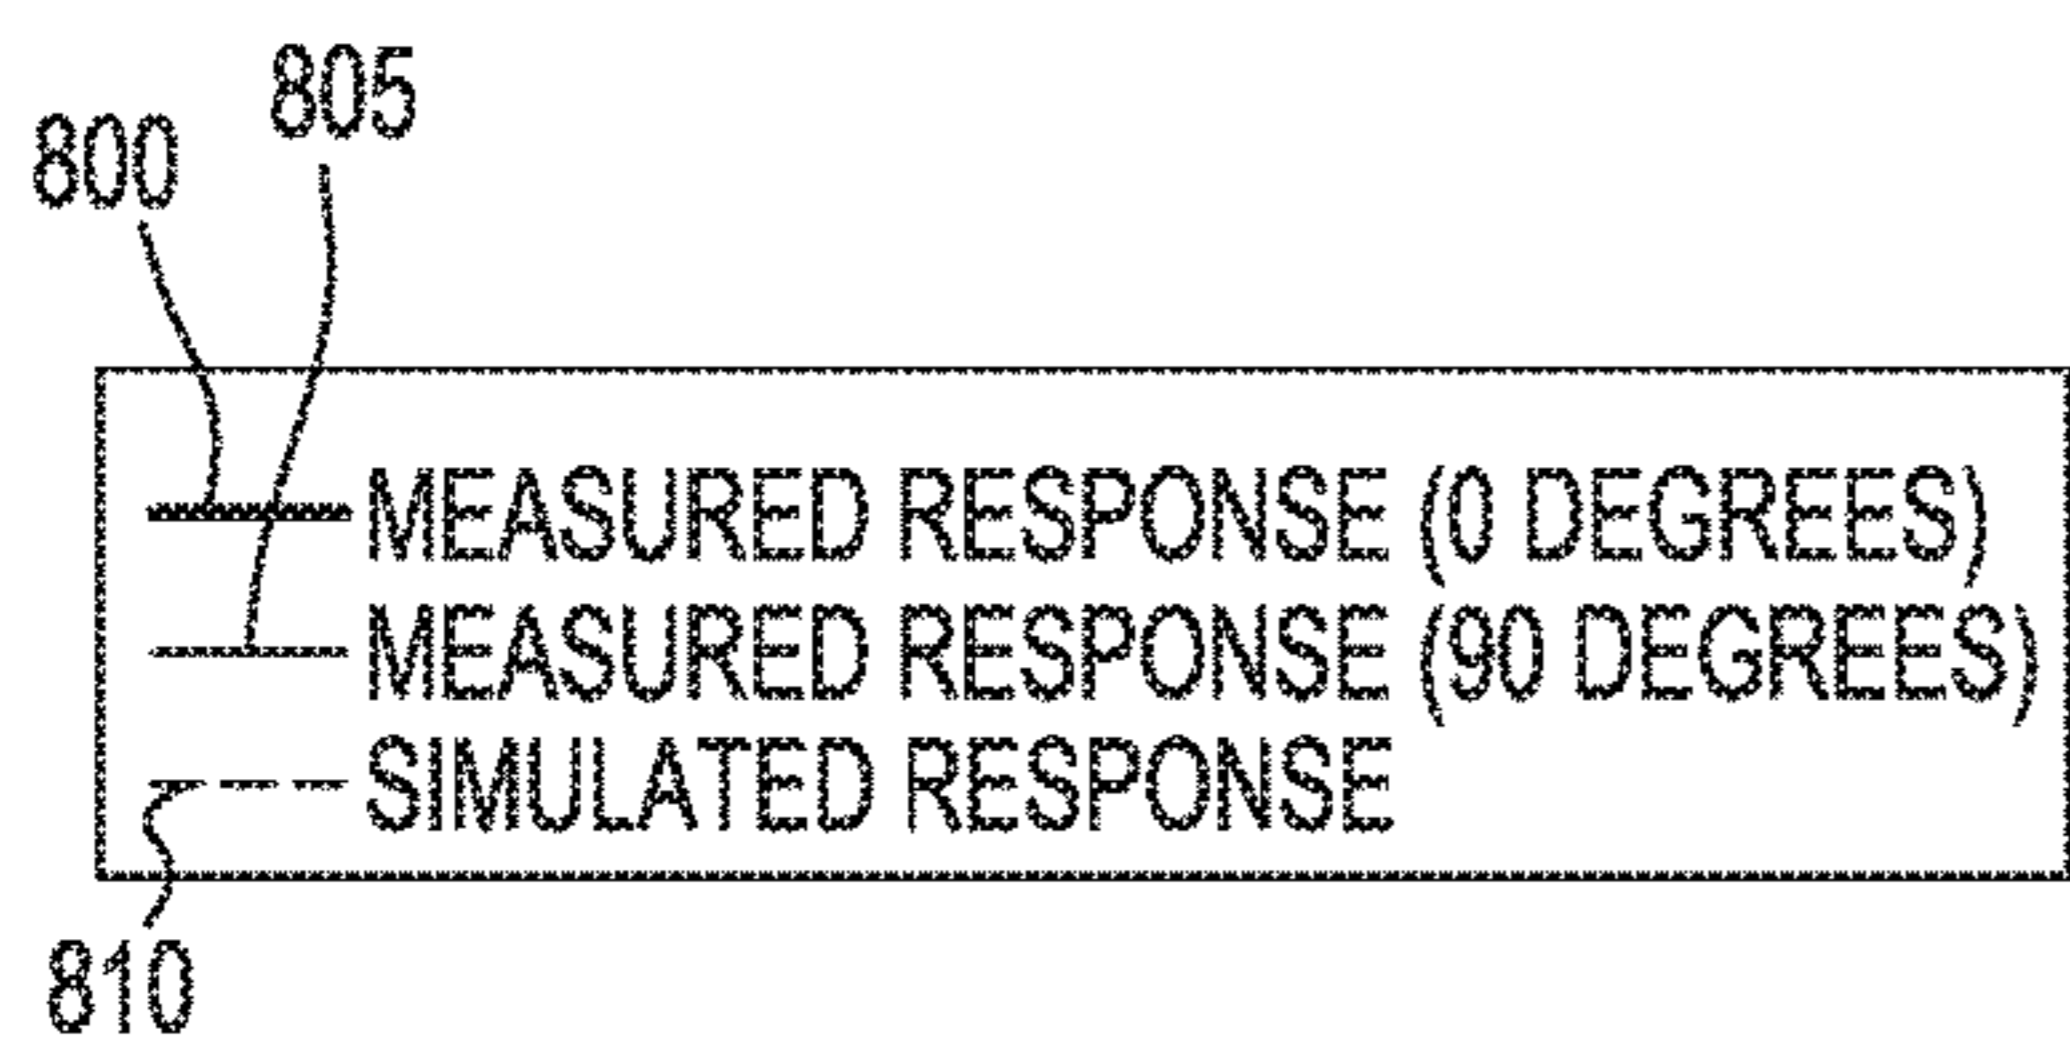 805
800
MEASURED RESPONSE (0 DEGREES)
MEASURED RESPONSE (90 DEGREES)
SIMULATED RESPONSE
810